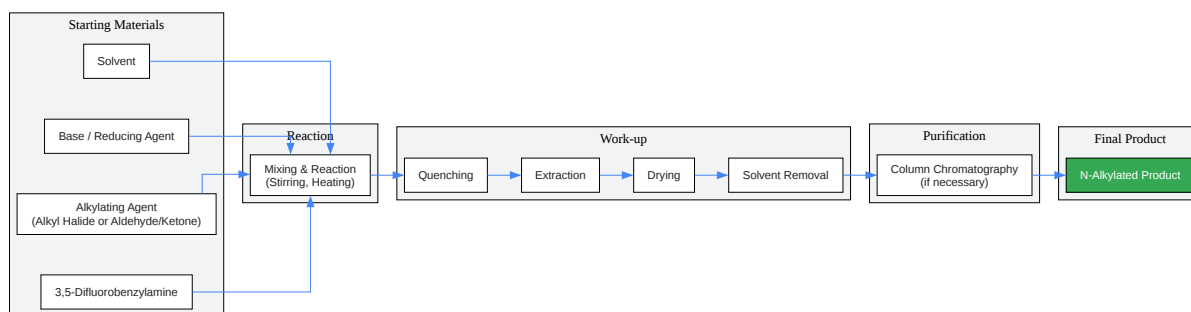 Starting Materials
Solvent
Base / Reducing Agent
Alkylating Agent
(Alkyl Halide or Aldehyde/Ketone)
3,5-Difluorobenzylamine
Reaction
Mixing & Reaction
(Stirring, Heating)
Work-up
Quenching
Extraction
Drying
Solvent Removal
Purification
Column Chromatography
(if necessary)
Final Product
N-Alkylated Product